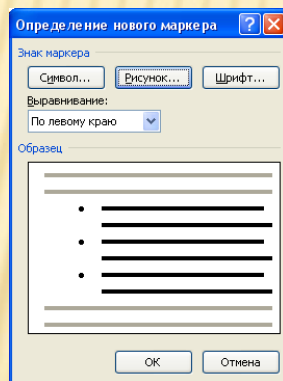 Определение нового маркера
Знак маркера
Символ... Рисунок... Шрифт...
Выравнивание:
По левому краю
Образец
ОК Отмена